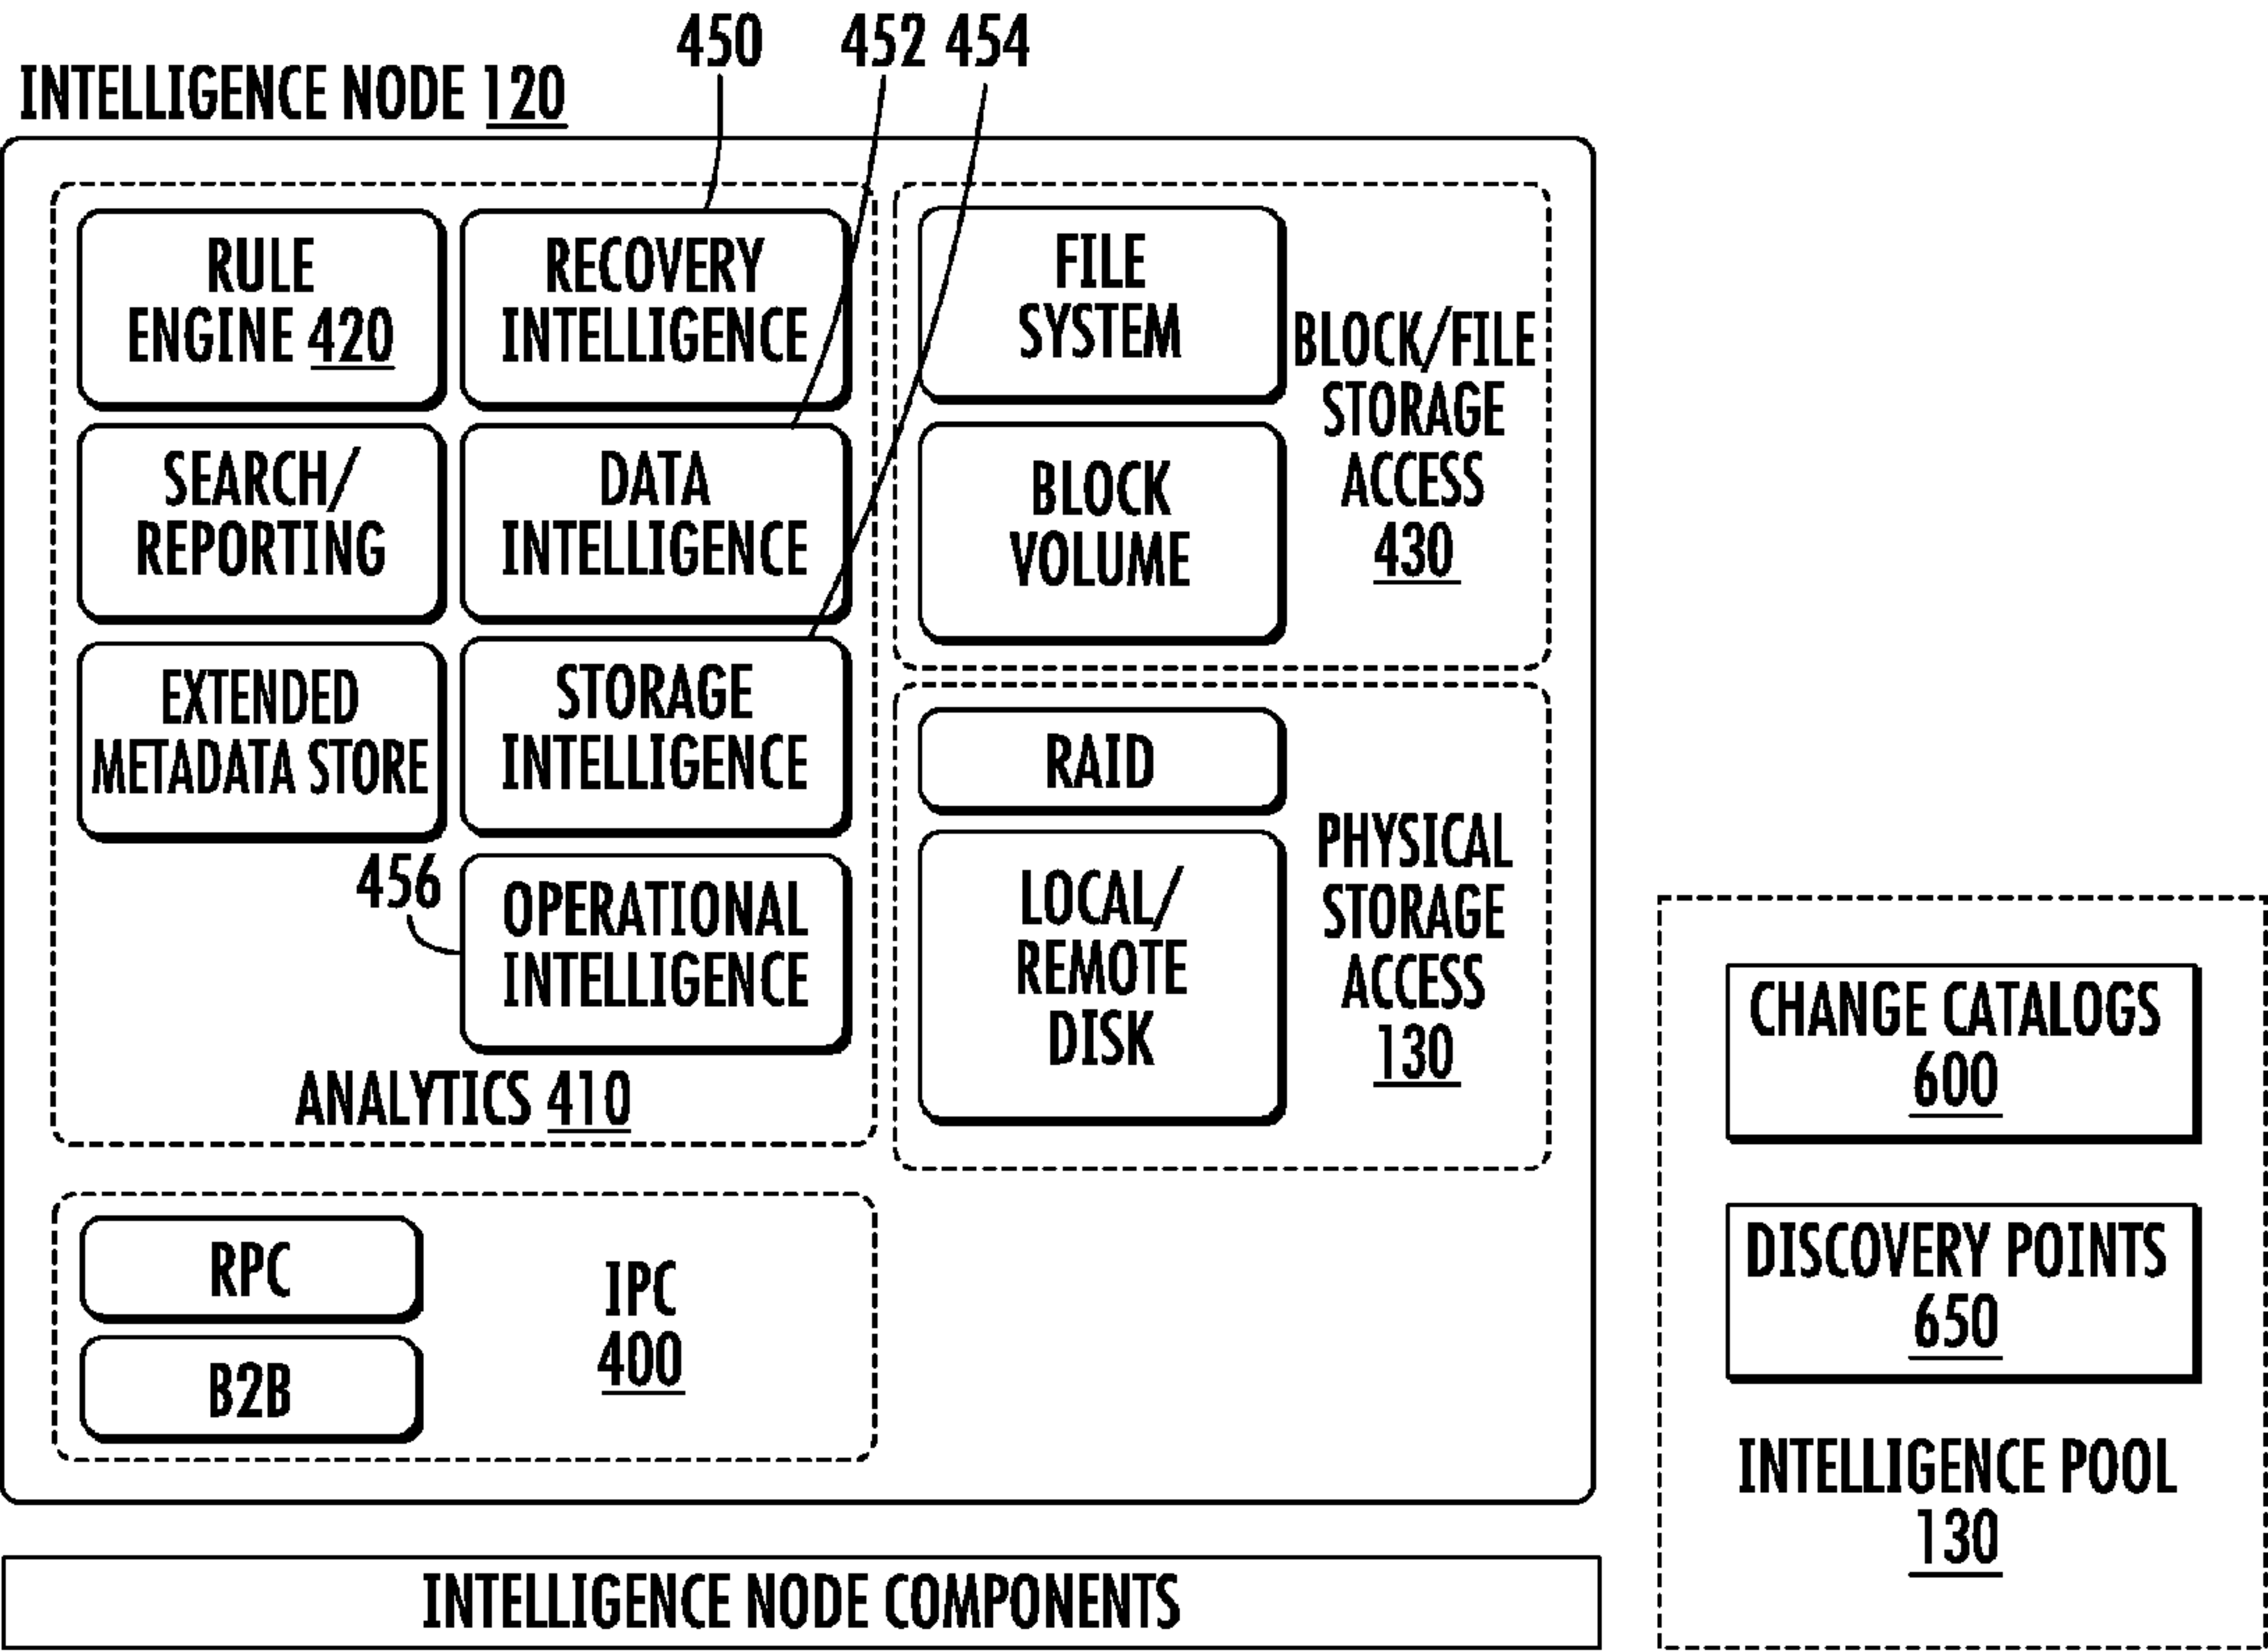 450
452 454
INTELLIGENCE NODE 120
RULE
ENGINE 420
RECOVERY
INTELLIGENCE
SEARCH/
REPORTING
DATA
INTELLIGENCE
EXTENDED
METADATA STORE
STORAGE
INTELLIGENCE
456
OPERATIONAL
INTELLIGENCE
ANALYTICS 410
FILE
SYSTEM
BLOCK
VOLUME
BLOCK/FILE
STORAGE
ACCESS
430
RAID
LOCAL/
REMOTE
DISK
PHYSICAL
STORAGE
ACCESS
130
RPC
B2B
IPC
400
CHANGE CATALOGS
600
DISCOVERY POINTS
650
INTELLIGENCE POOL
130
INTELLIGENCE NODE COMPONENTS